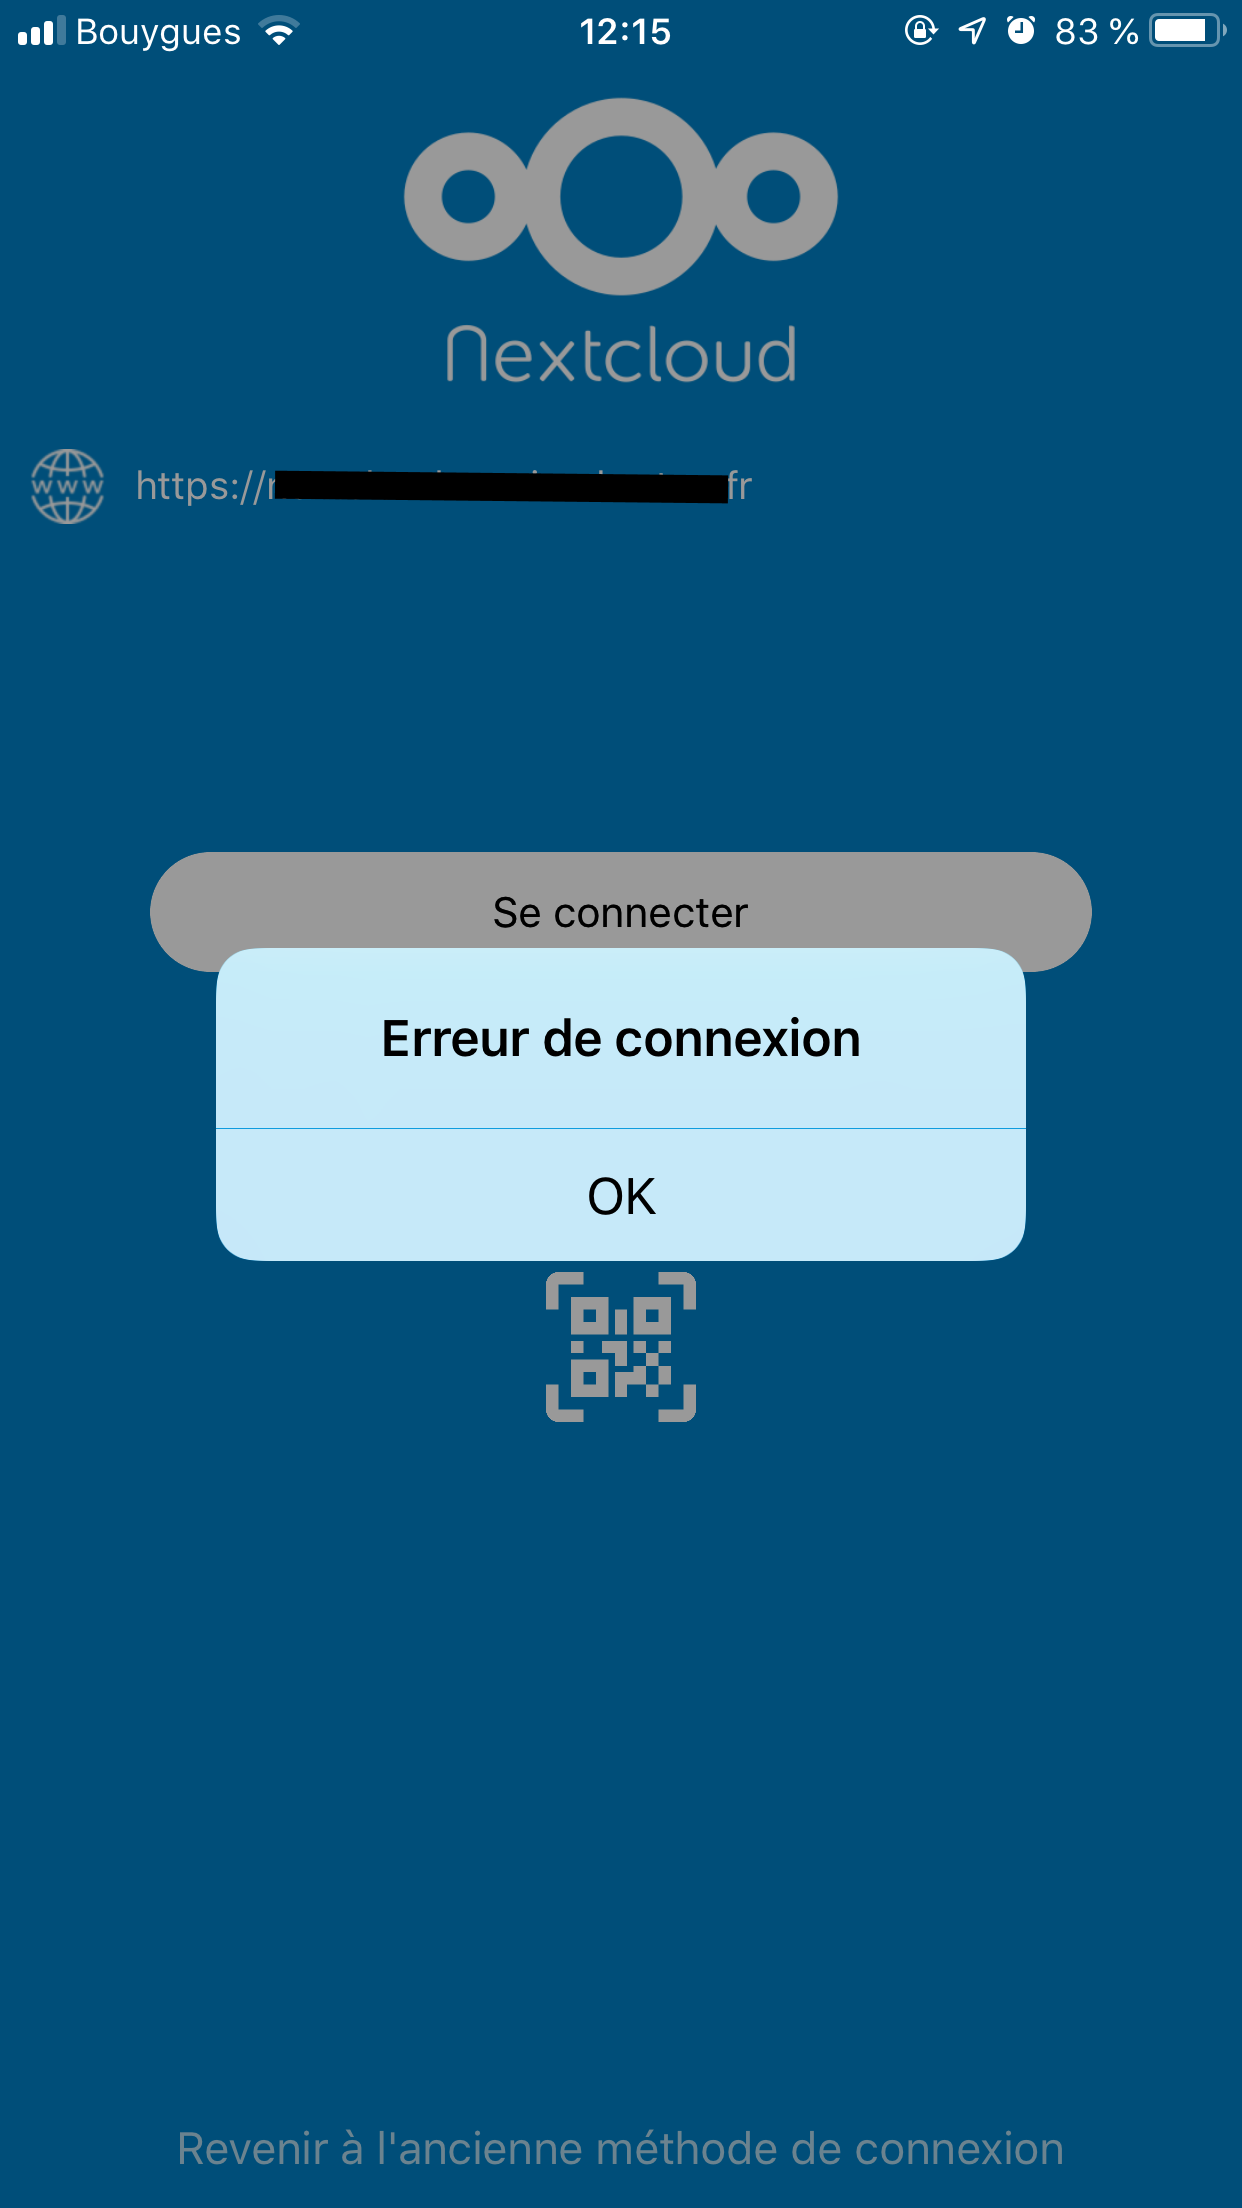 Bouygues 12:15 83 %
Nextcloud
www https:// fr
Se connecter
Erreur de connexion
OK
Revenir à l'ancienne méthode de connexion